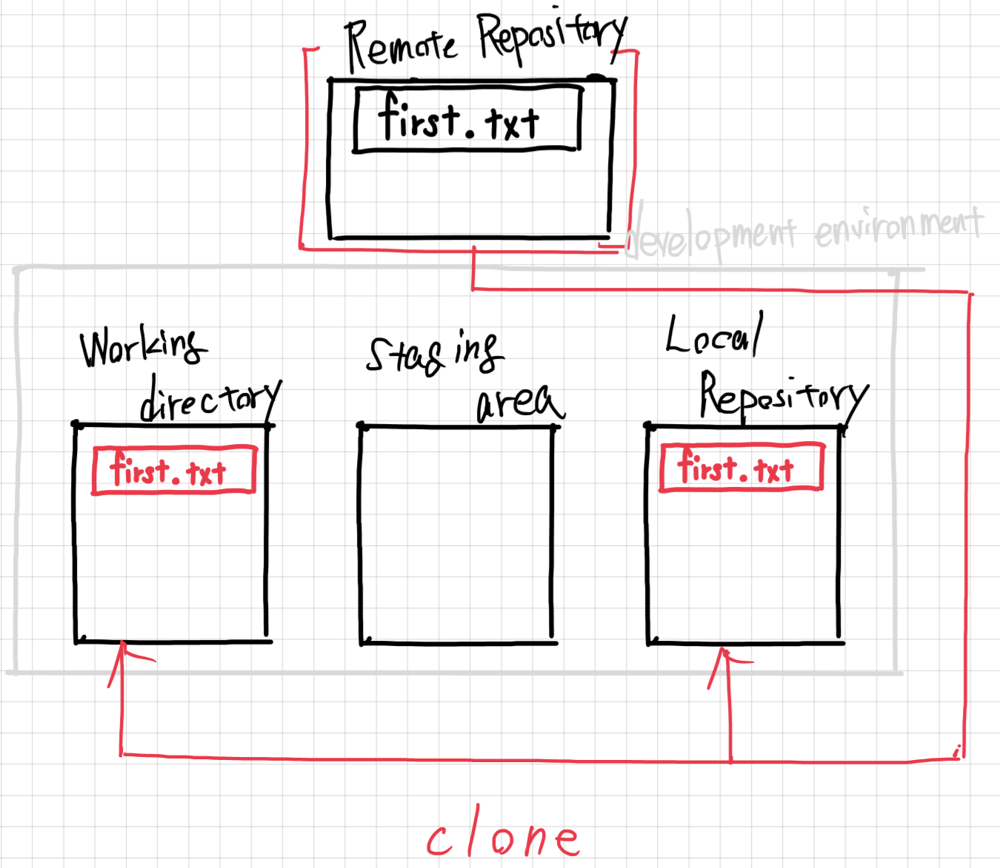 Remote Repository
first.txt
development environment
Working
directory
Staging
area
Local
Repository
first.txt
first.txt
clone